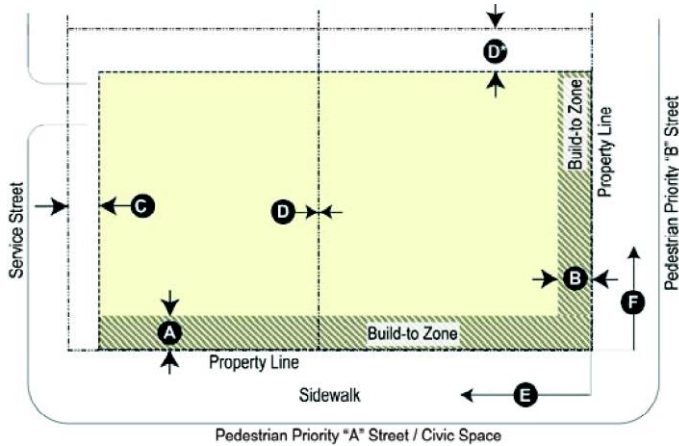 D*
Build-to Zone
Property Line
Pedestrian Priority "B" Street
Service Street
C
D
B
F
A
Build-to Zone
Property Line
Sidewalk
E
Pedestrian Priority "A" Street / Civic Space